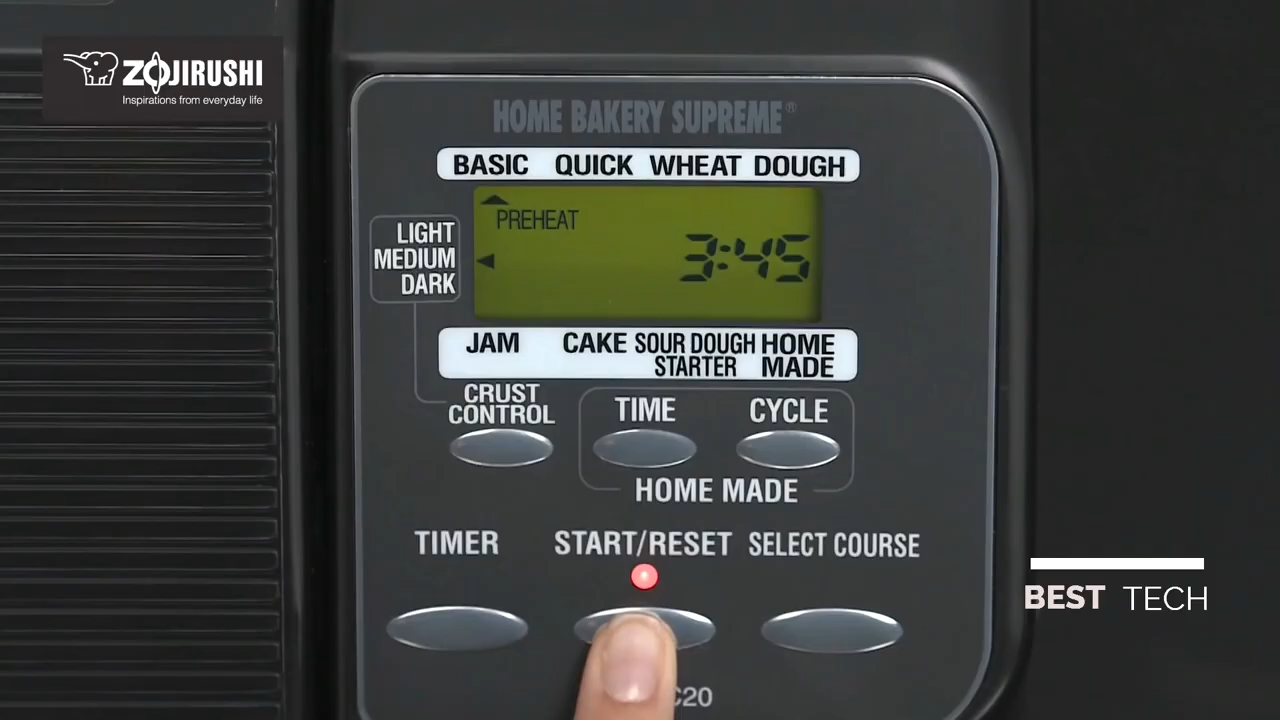 ZOJIRUSHI
Inspirations from everyday life
HOME BAKERY SUPREME®
BASIC QUICK WHEAT DOUGH
PREHEAT
3:45
LIGHT
MEDIUM
DARK
JAM CAKE SOUR DOUGH STARTER HOME MADE
CRUST CONTROL
TIME CYCLE
HOME MADE
TIMER START/RESET SELECT COURSE
BEST TECH
C20